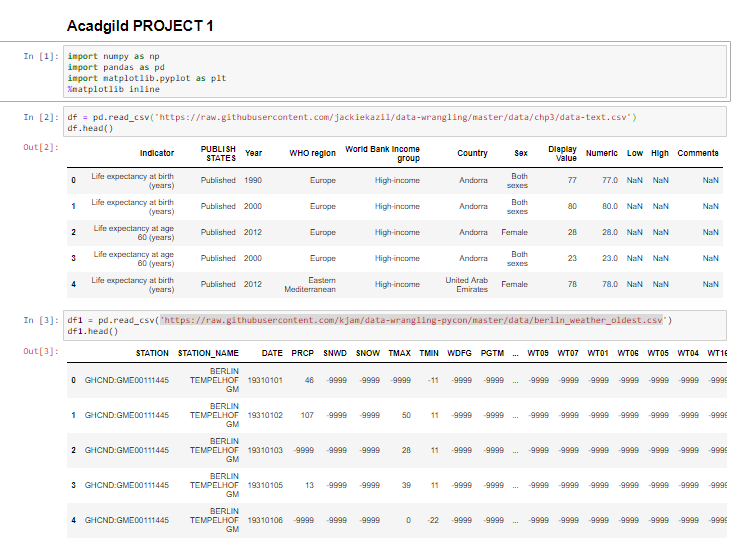 Acadgild PROJECT 1
In [1]: import numpy as np
import pandas as pd
import matplotlib.pyplot as plt
%matplotlib inline
In [2]: df = pd.read_csv('https://raw.githubusercontent.com/jackiekazil/data-wrangling/master/data/chp3/data-text.csv')
df.head()
Out[2]:
Indicator PUBLISH STATES Year WHO region World Bank Income group Country Sex Display Value Numeric Low High Comments
0 Life expectancy at birth (years) Published 1990 Europe High-income Andorra Both sexes 77 77.0 NaN NaN NaN
1 Life expectancy at birth (years) Published 2000 Europe High-income Andorra Both sexes 80 80.0 NaN NaN NaN
2 Life expectancy at age 60 (years) Published 2012 Europe High-income Andorra Female 28 28.0 NaN NaN NaN
3 Life expectancy at age 60 (years) Published 2000 Europe High-income Andorra Both sexes 23 23.0 NaN NaN NaN
4 Life expectancy at birth (years) Published 2012 Eastern Mediterranean High-income United Arab Emirates Female 78 78.0 NaN NaN NaN
In [3]: df1 = pd.read_csv('https://raw.githubusercontent.com/kjam/data-wrangling-pycon/master/data/berlin_weather_oldest.csv')
df1.head()
Out[3]:
STATION STATION_NAME DATE PRCP SNWD SNOW TMAX TMIN WDFG PGTM ... WT09 WT07 WT01 WT06 WT05 WT04 WT16
0 GHCND:GME00111445 BERLIN TEMPELHOF GM 19310101 46 -9999 -9999 -9999 -11 -9999 -9999 ... -9999 -9999 -9999 -9999 -9999 -9999 -9999
1 GHCND:GME00111445 BERLIN TEMPELHOF GM 19310102 107 -9999 -9999 50 11 -9999 -9999 ... -9999 -9999 -9999 -9999 -9999 -9999 -9999
2 GHCND:GME00111445 BERLIN TEMPELHOF GM 19310103 -9999 -9999 -9999 28 11 -9999 -9999 ... -9999 -9999 -9999 -9999 -9999 -9999 -9999
3 GHCND:GME00111445 BERLIN TEMPELHOF GM 19310105 13 -9999 -9999 39 11 -9999 -9999 ... -9999 -9999 -9999 -9999 -9999 -9999 -9999
4 GHCND:GME00111445 BERLIN TEMPELHOF GM 19310106 -9999 -9999 -9999 0 -22 -9999 -9999 ... -9999 -9999 -9999 -9999 -9999 -9999 -9999